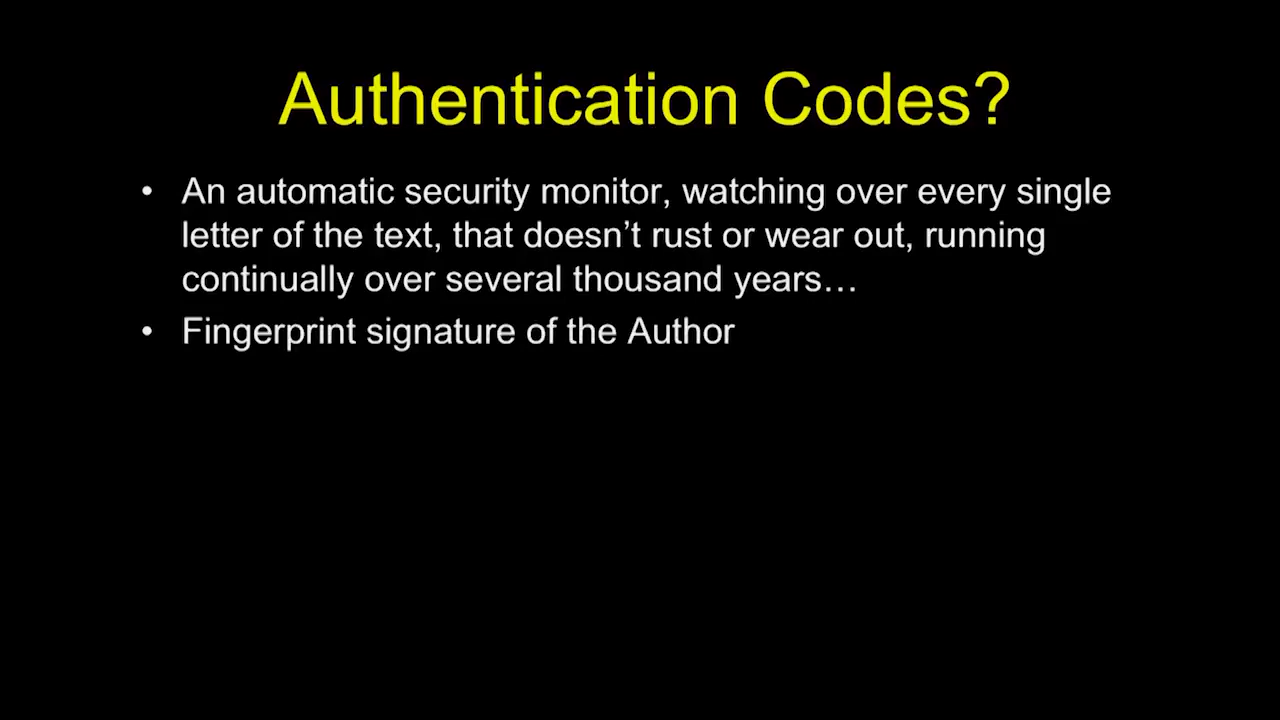 Authentication Codes?
• An automatic security monitor, watching over every single
letter of the text, that doesn’t rust or wear out, running
continually over several thousand years…
• Fingerprint signature of the Author